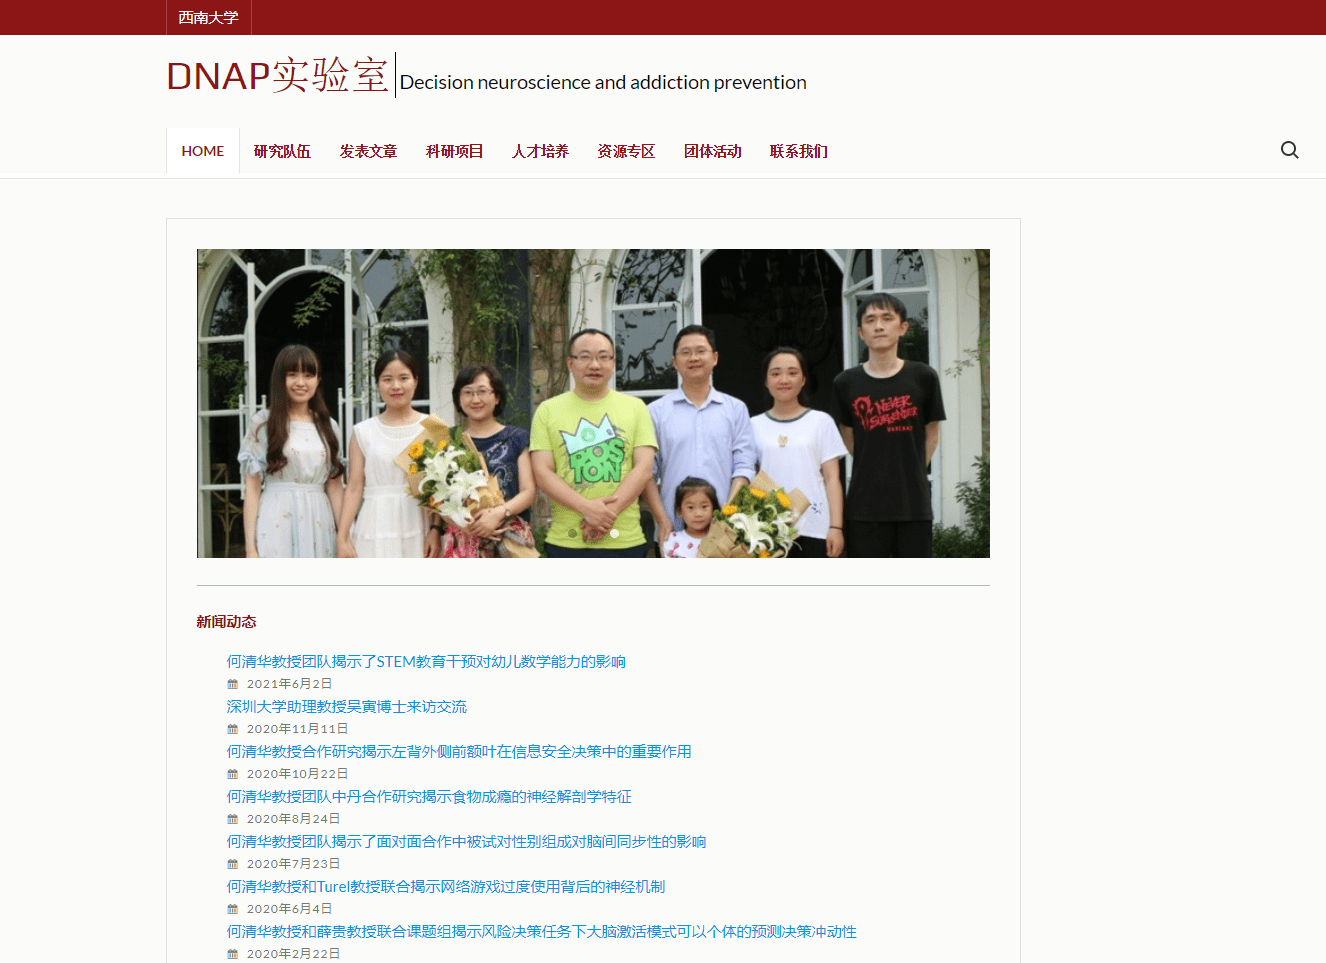 西南大学
DNAP实验室
Decision neuroscience and addiction prevention
HOME 研究队伍 发表文章 科研项目 人才培养 资源专区 团体活动 联系我们
BOSTON
NEVER
SURRENDER
新闻动态
何清华教授团队揭示了STEM教育干预对幼儿数学能力的影响
2021年6月2日
深圳大学助理教授吴寅博士来访交流
2020年11月11日
何清华教授合作研究揭示左背外侧前额叶在信息安全决策中的重要作用
2020年10月22日
何清华教授团队中丹合作研究揭示食物成瘾的神经解剖学特征
2020年8月24日
何清华教授团队揭示了面对面合作中被试对性别组成对脑间同步性的影响
2020年7月23日
何清华教授和Turel教授联合揭示网络游戏过度使用背后的神经机制
2020年6月4日
何清华教授和薛贵教授联合课题组揭示风险决策任务下大脑激活模式可以个体的预测决策冲动性
2020年2月22日